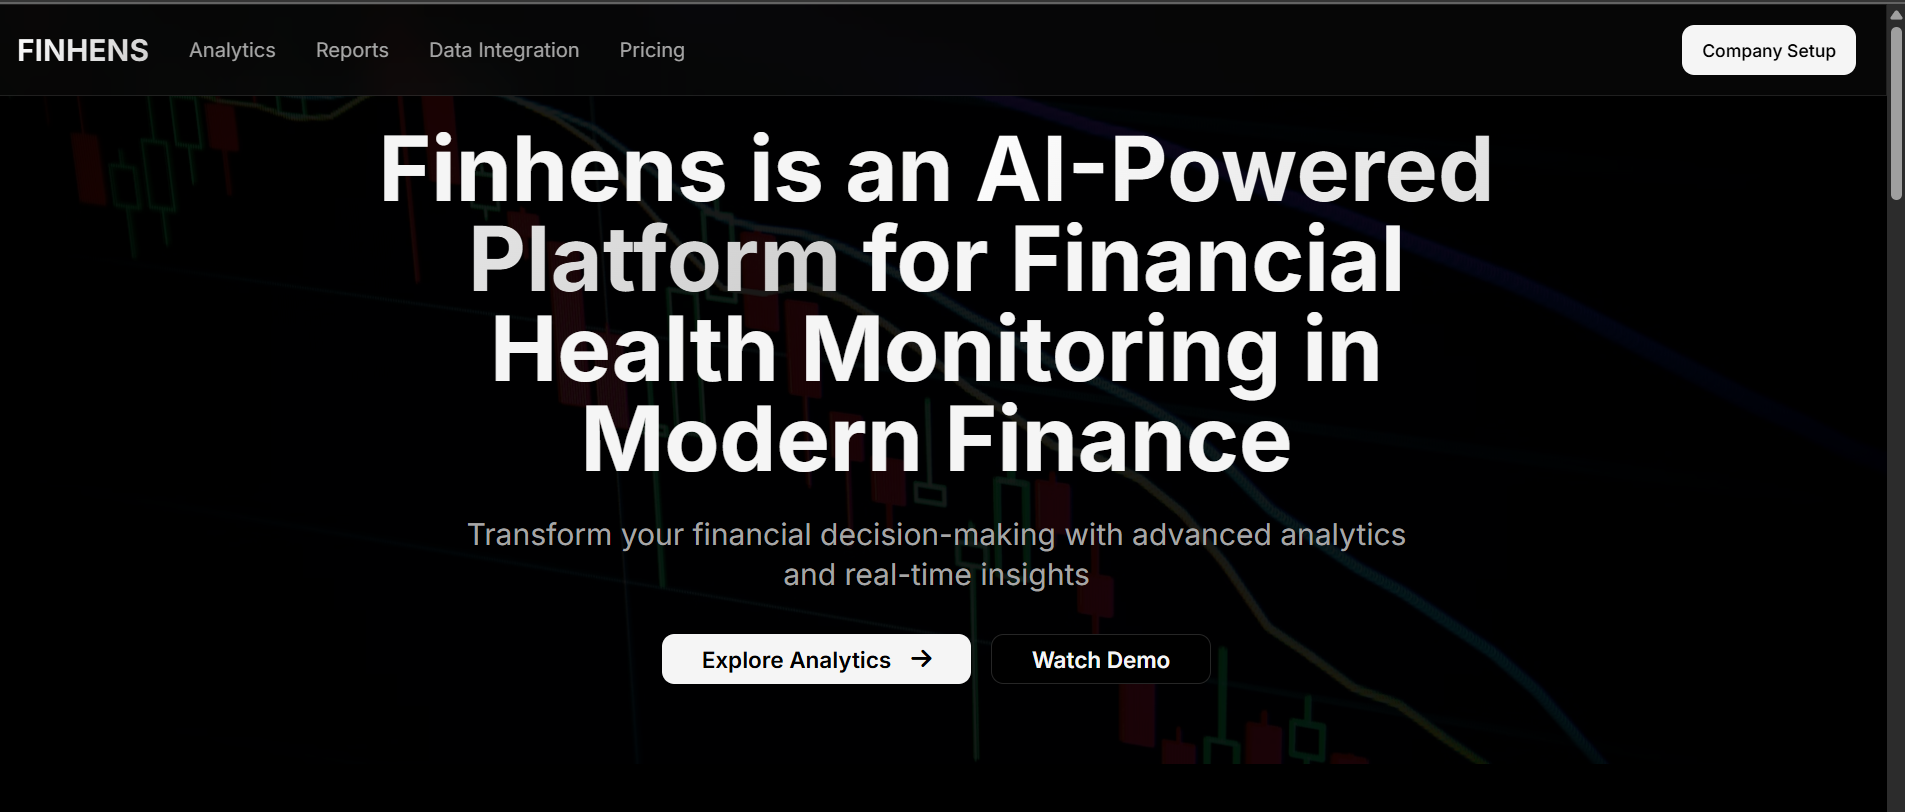 FINHENS
Analytics
Reports
Data Integration
Pricing
Company Setup
Finhens is an AI-Powered
Platform for Financial
Health Monitoring in
Modern Finance
Transform your financial decision-making with advanced analytics
and real-time insights
Explore Analytics →
Watch Demo